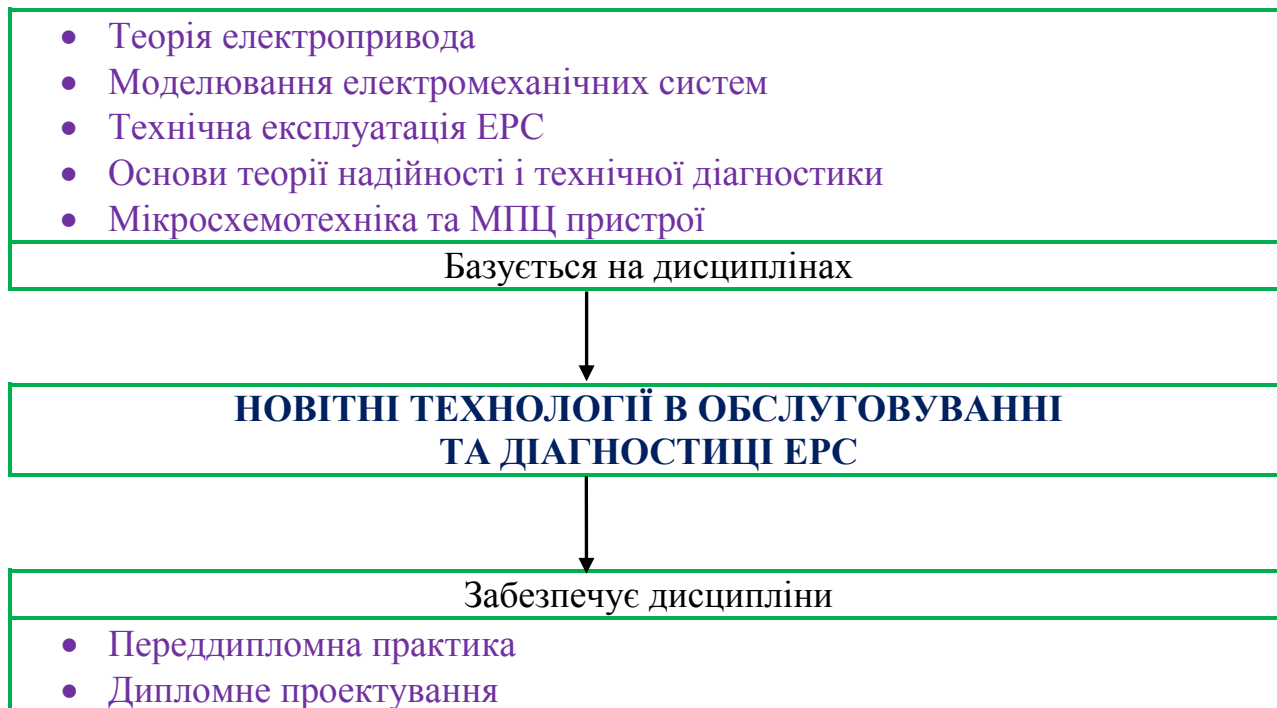 • Теорія електропривода
• Моделювання електромеханічних систем
• Технічна експлуатація ЕРС
• Основи теорії надійності і технічної діагностики
• Мікросхемотехніка та МПЦ пристрої
Базується на дисциплінах
НОВІТНІ ТЕХНОЛОГІЇ В ОБСЛУГОВУВАННІ
ТА ДІАГНОСТИЦІ ЕРС
Забезпечує дисципліни
• Переддипломна практика
• Дипломне проектування